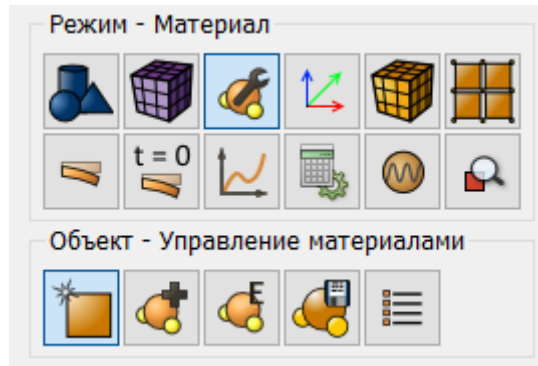 Режим - Материал
t = 0
Объект - Управление материалами
E